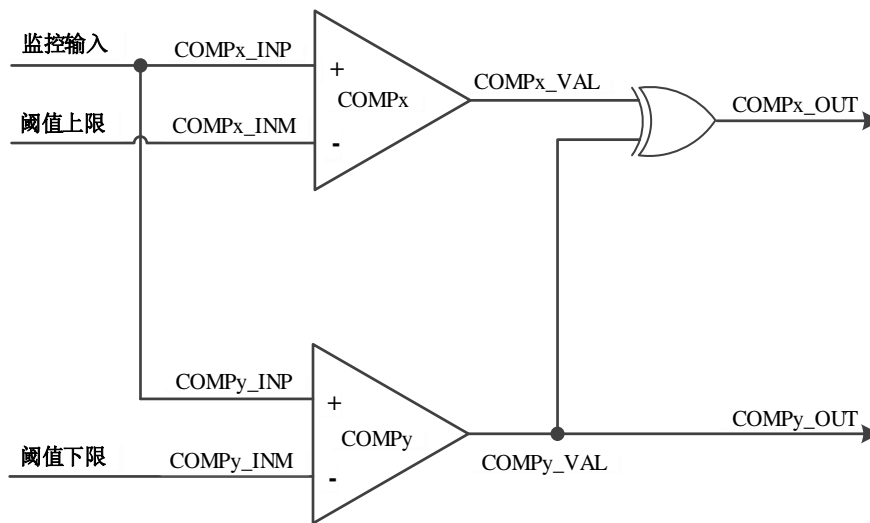 监控输入
COMPx_INP
+
COMPx
COMPx_VAL
COMPx_OUT
阈值上限
COMPx_INM
-
COMPy_INP
+
COMPy
COMPy_OUT
阈值下限
COMPy_INM
-
COMPy_VAL